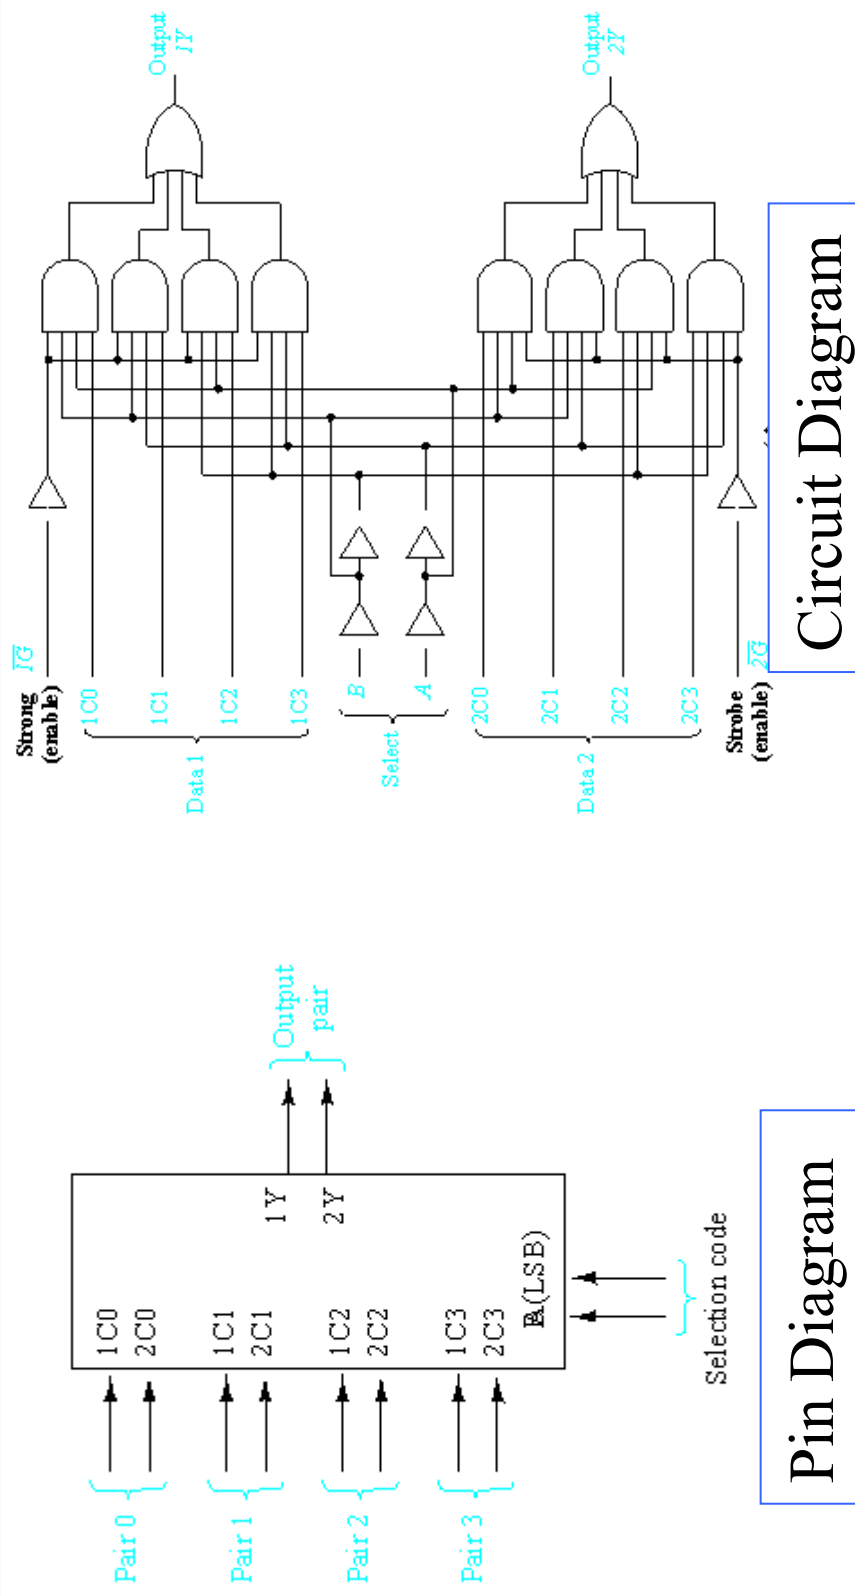 Pair 0
Pair 1
Pair 2
Pair 3
1C0
2C0
1C1
2C1
1C2
2C2
1C3
2C3
1Y
2Y
Output
pair
(LSB)
Selection code
Pin Diagram
Strong
(enable)
1G
1C0
1C1
1C2
1C3
Data 1
B
A
Select
2C0
2C1
2C2
2C3
Data 2
Strobe
(enable)
2G
Output
1Y
Output
2Y
Circuit Diagram